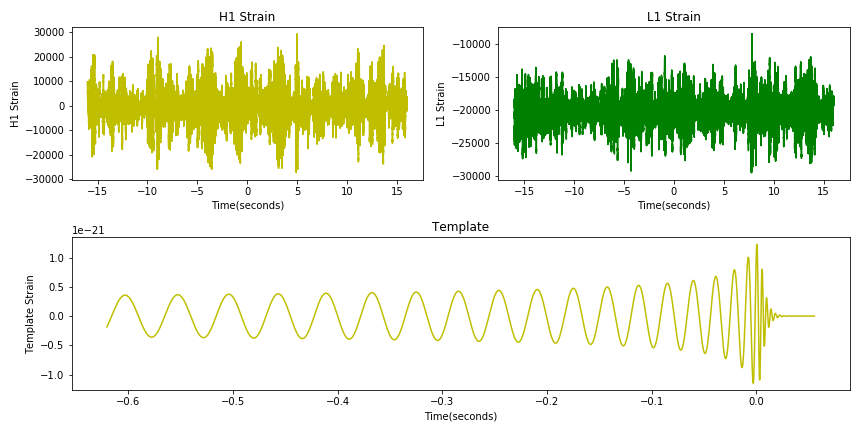 H1 Strain
H1 Strain
30000
20000
10000
0
−10000
−20000
−30000
−15 −10 −5 0 5 10 15
Time(seconds)
L1 Strain
L1 Strain
−10000
−15000
−20000
−25000
−30000
−15 −10 −5 0 5 10 15
Time(seconds)
Template
1e−21
Template Strain
1.0
0.5
0.0
−0.5
−1.0
−0.6 −0.5 −0.4 −0.3 −0.2 −0.1 0.0
Time(seconds)